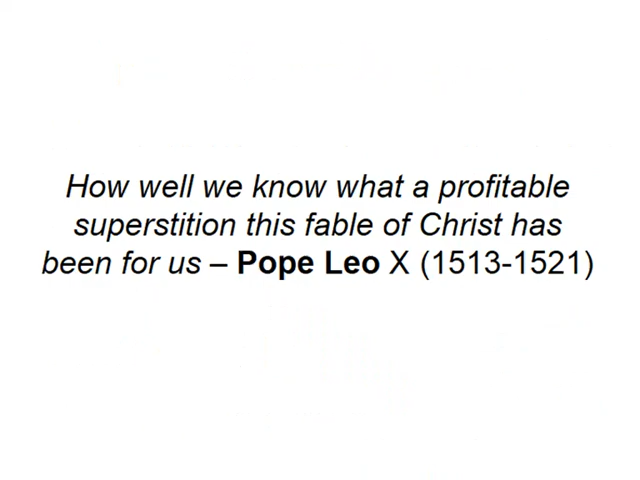 How well we know what a profitable
superstition this fable of Christ has
been for us – Pope Leo X (1513-1521)